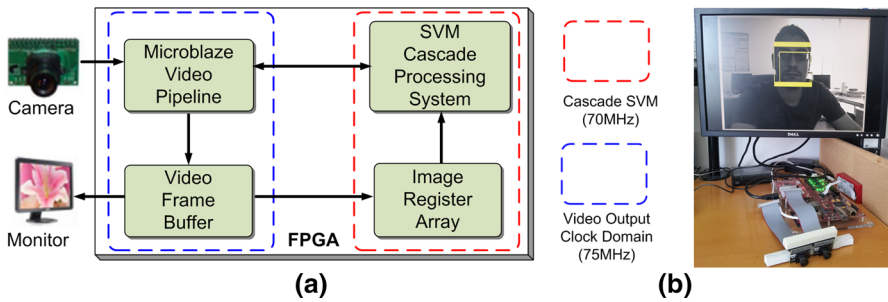 Camera
Monitor
Microblaze
Video
Pipeline
SVM
Cascade
Processing
System
Video
Frame
Buffer
Image
Register
Array
FPGA
(a)
Cascade SVM
(70MHz)
Video Output
Clock Domain
(75MHz)
DELL
(b)